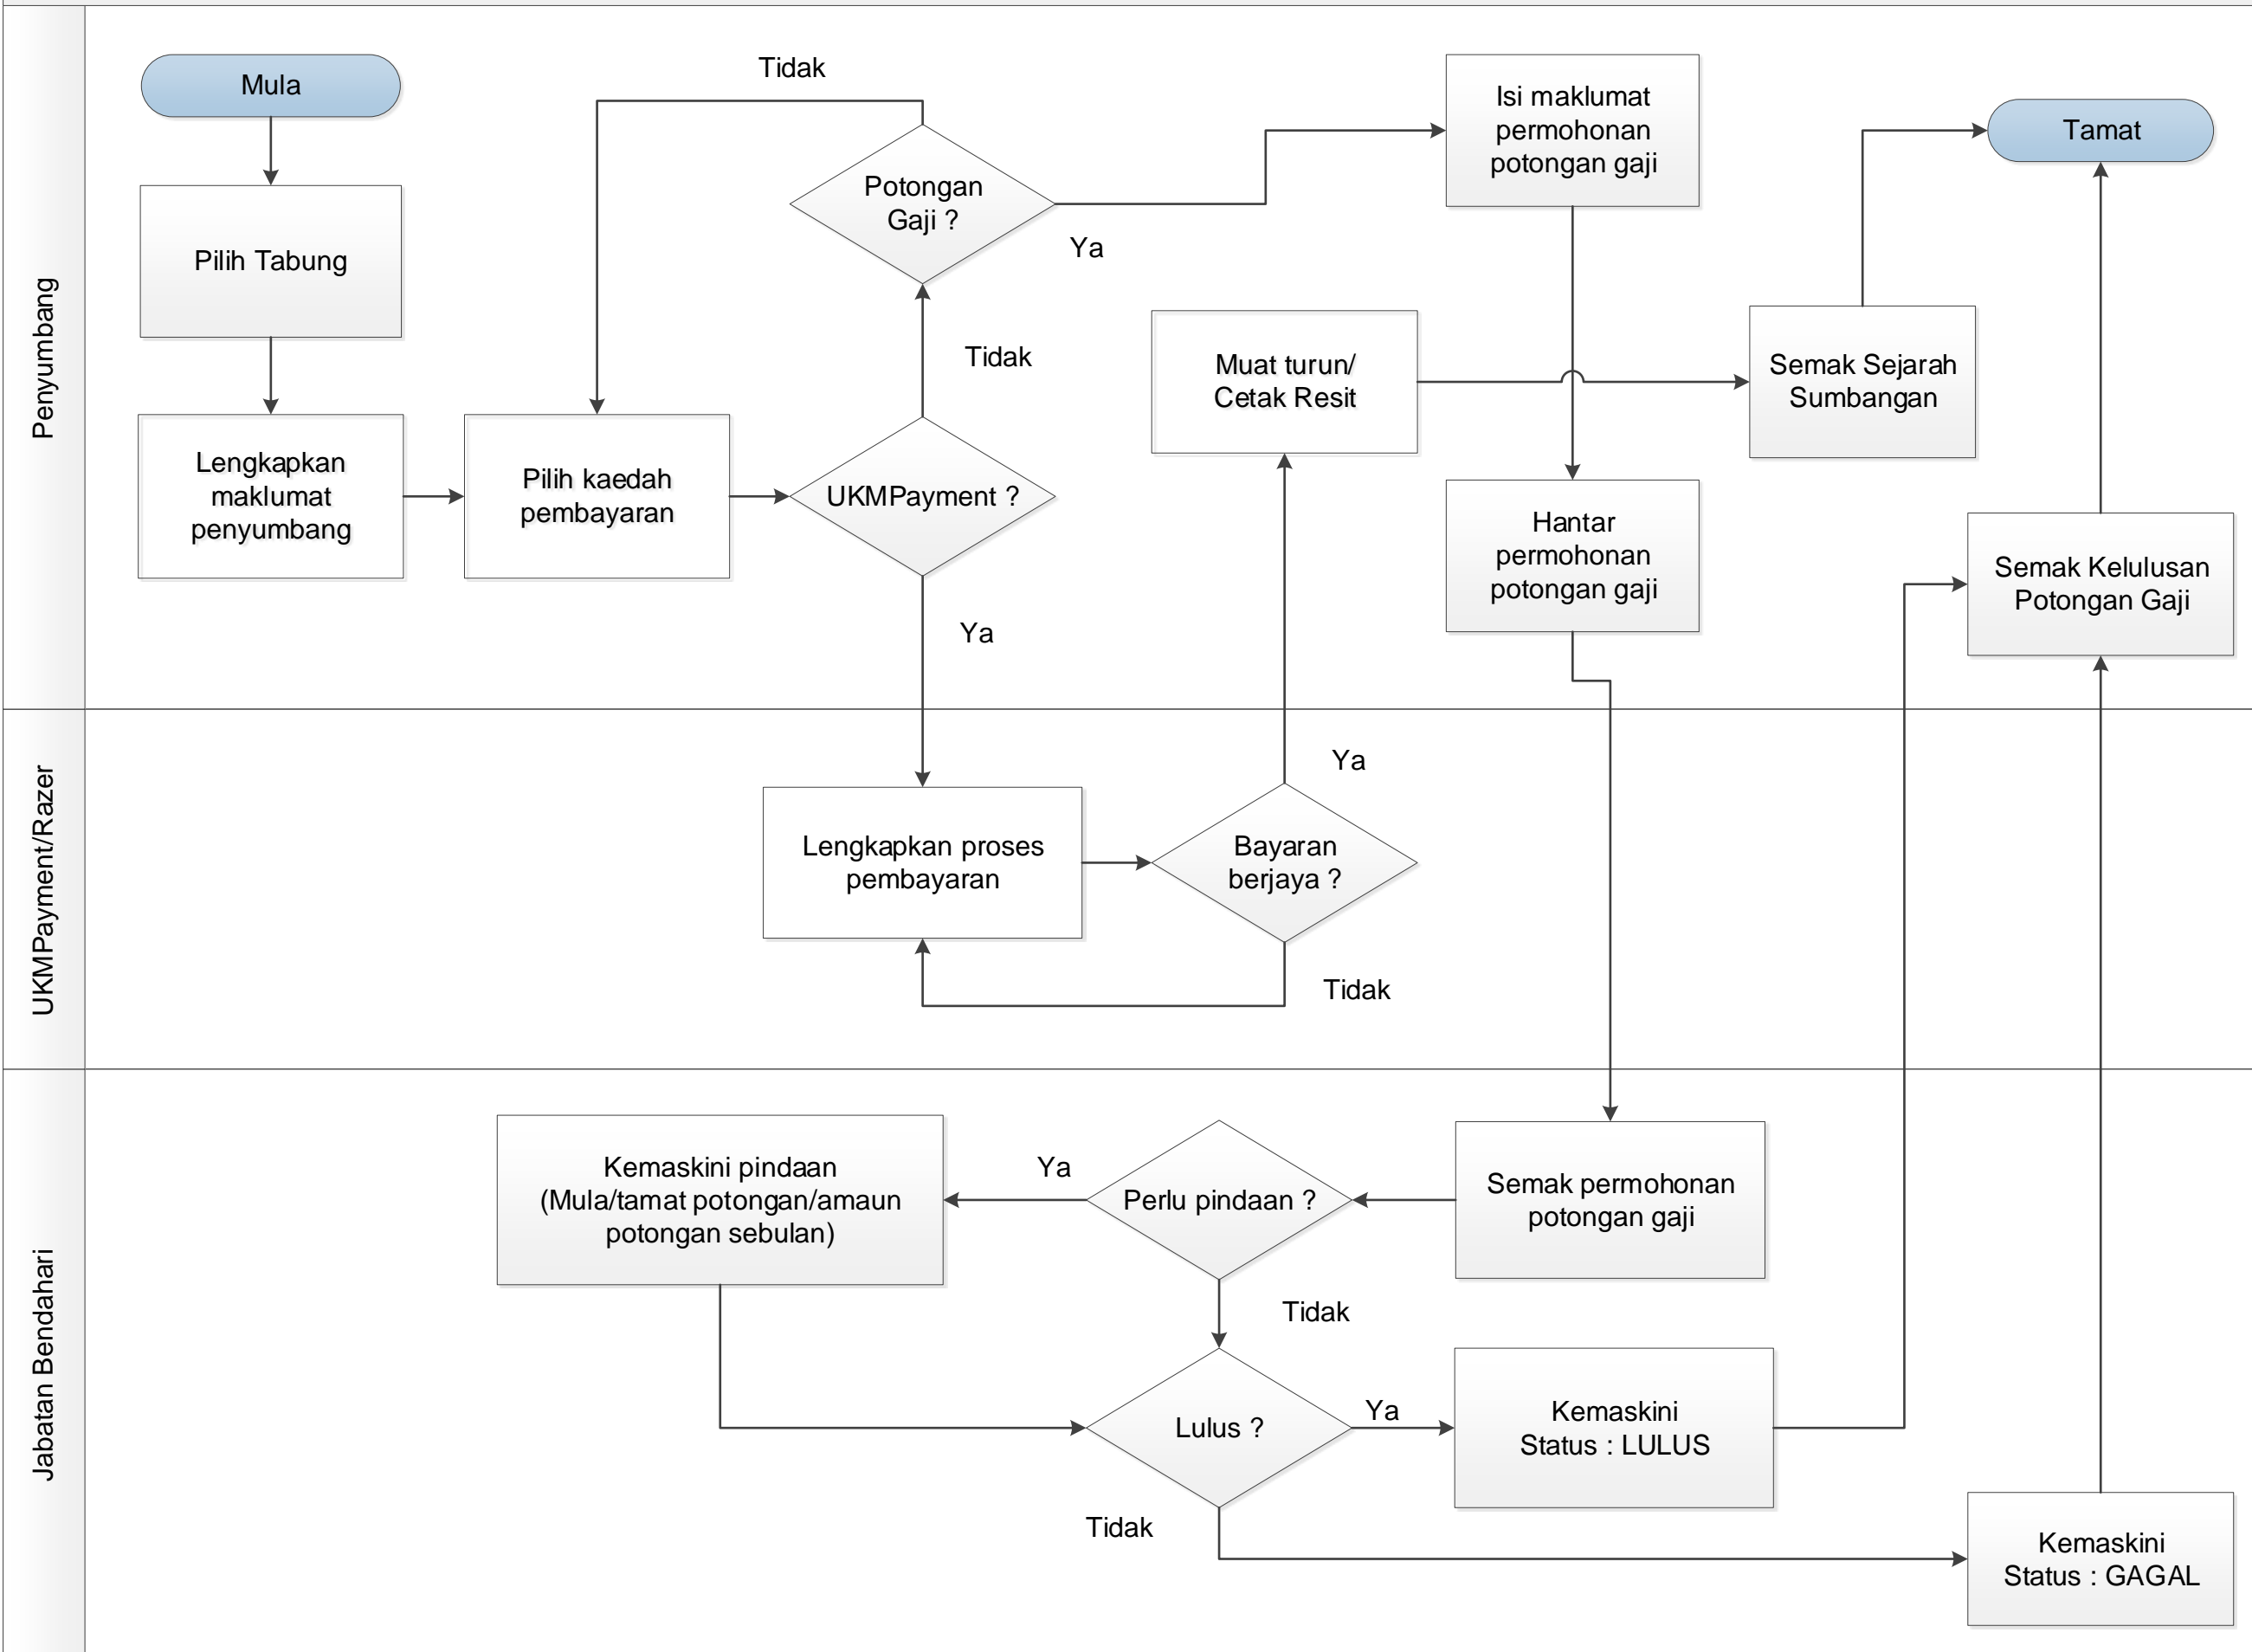 Penyumbang
Mula
Pilih Tabung
Lengkapkan
maklumat
penyumbang
Pilih kaedah
pembayaran
UKMPayment ?
Tidak
Ya
Potongan
Gaji ?
Tidak
Ya
Isi maklumat
permohonan
potongan gaji
Hantar
permohonan
potongan gaji
Muat turun/
Cetak Resit
Semak Sejarah
Sumbangan
Tamat
Semak Kelulusan
Potongan Gaji
UKMPayment/Razer
Lengkapkan proses
pembayaran
Bayaran
berjaya ?
Ya
Tidak
Jabatan Bendahari
Semak permohonan
potongan gaji
Perlu pindaan ?
Ya
Tidak
Kemaskini pindaan
(Mula/tamat potongan/amaun
potongan sebulan)
Lulus ?
Ya
Tidak
Kemaskini
Status : LULUS
Kemaskini
Status : GAGAL